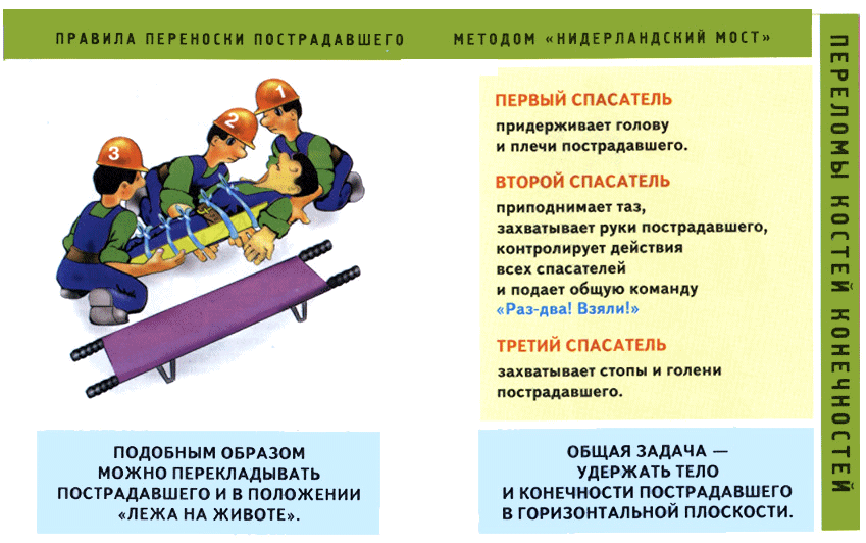 ПРАВИЛА ПЕРЕНОСКИ ПОСТРАДАВШЕГО МЕТОДОМ «НИДЕРЛАНДСКИЙ МОСТ»
1
2
3
ПЕРВЫЙ СПАСАТЕЛЬ
придерживает голову
и плечи пострадавшего.
ВТОРОЙ СПАСАТЕЛЬ
приподнимает таз,
захватывает руки пострадавшего,
контролирует действия
всех спасателей
и подает общую команду
«Раз-два! Взяли!»
ТРЕТИЙ СПАСАТЕЛЬ
захватывает стопы и голени
пострадавшего.
ПОДОБНЫМ ОБРАЗОМ
МОЖНО ПЕРЕКЛАДЫВАТЬ
ПОСТРАДАВШЕГО И В ПОЛОЖЕНИИ
«ЛЕЖА НА ЖИВОТЕ».
ОБЩАЯ ЗАДАЧА —
УДЕРЖАТЬ ТЕЛО
И КОНЕЧНОСТИ ПОСТРАДАВШЕГО
В ГОРИЗОНТАЛЬНОЙ ПЛОСКОСТИ.
ПЕРЕЛОМЫ КОСТЕЙ КОНЕЧНОСТЕЙ